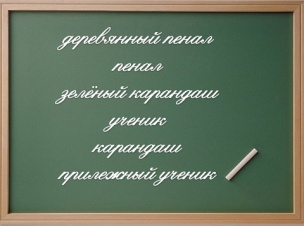 деревянный пенал
пенал
зелёный карандаш
ученик
карандаш
прилежный ученик